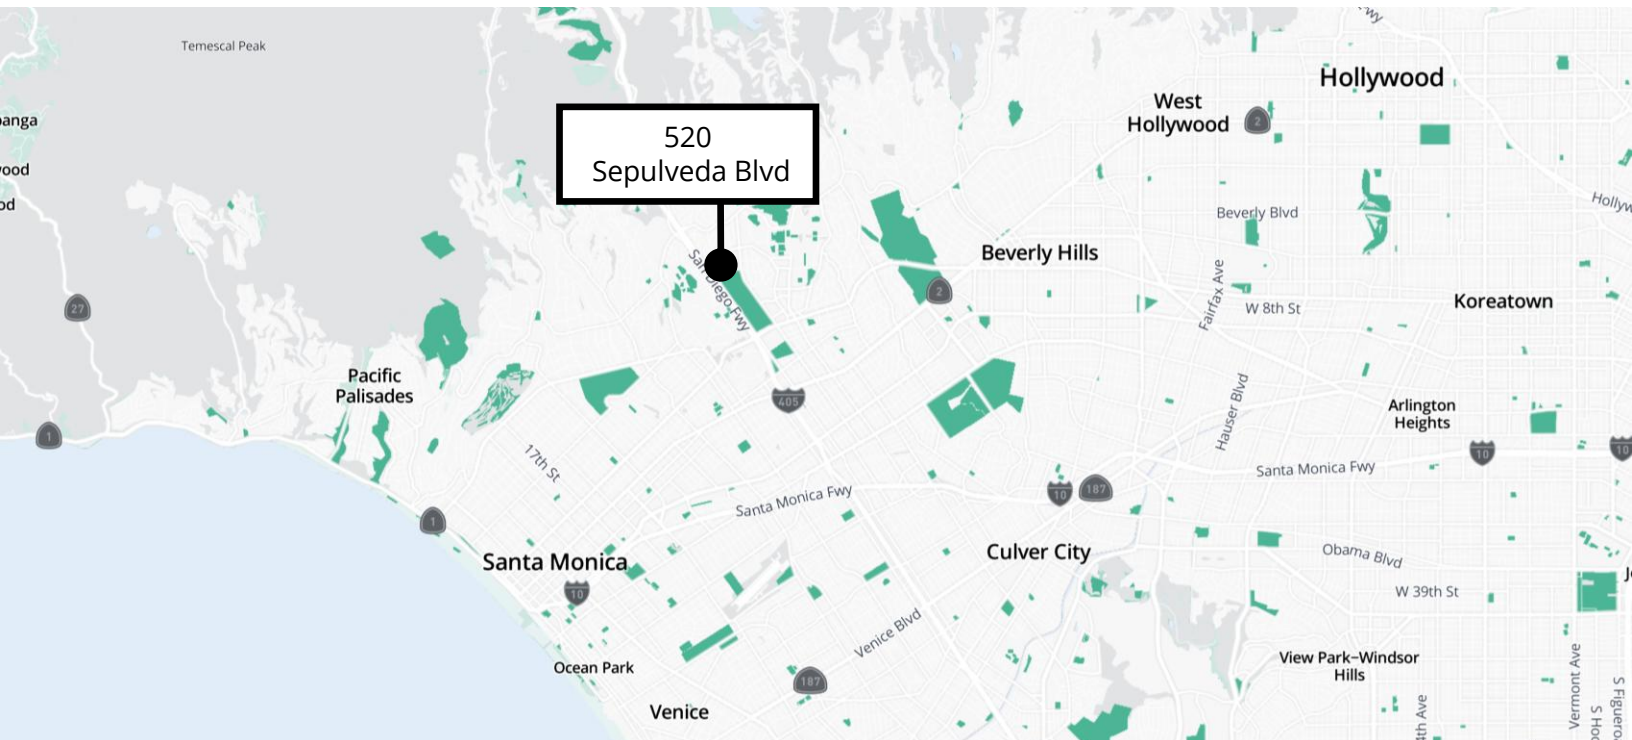 Temescal Peak
Hollywood
West
Hollywood
2
520
Sepulveda Blvd
Beverly Blvd
Beverly Hills
San Diego Fwy
2
27
Fairfax Ave
W 8th St
Koreatown
Pacific
Palisades
405
Hauser Blvd
Arlington
Heights
1
17th St
10
10
Santa Monica Fwy
10
187
Santa Monica Fwy
1
Santa Monica
Culver City
Obama Blvd
10
W 39th St
Venice Blvd
Ocean Park
187
View Park–Windsor
Hills
Venice
Vermont Ave